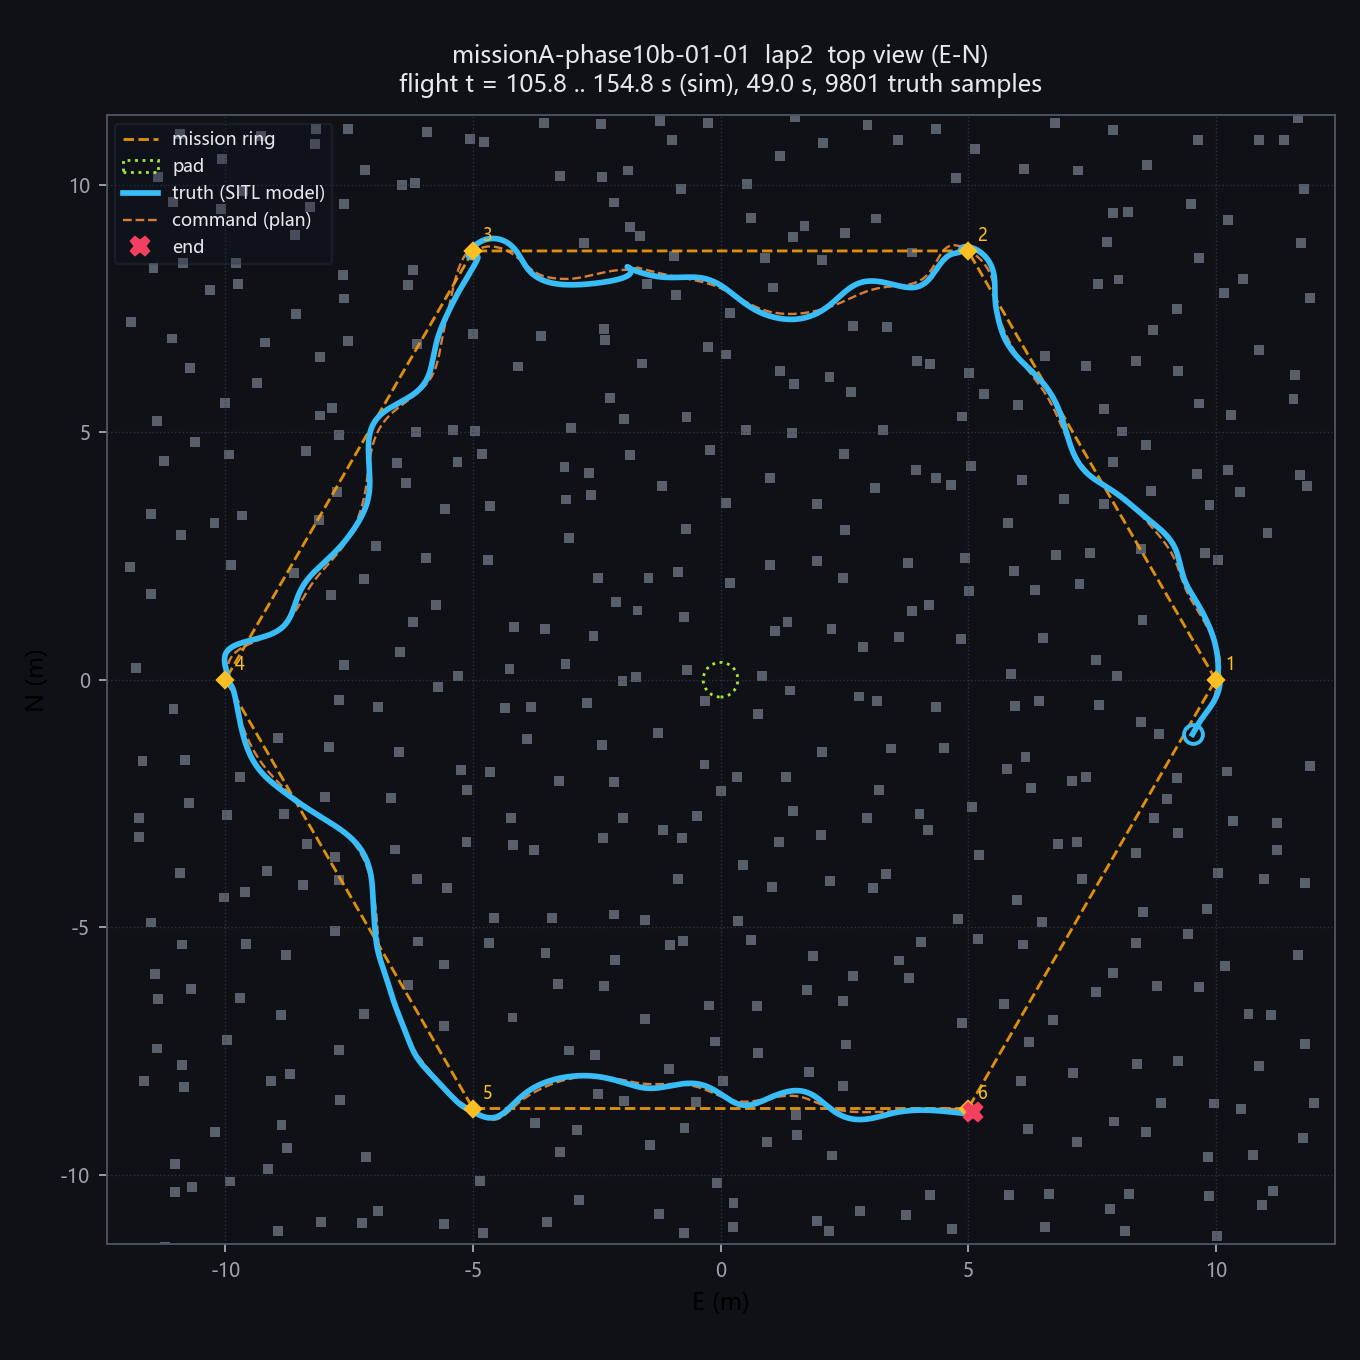 missionA-phase10b-01-01 lap2 top view (E-N)
flight t = 105.8 .. 154.8 s (sim), 49.0 s, 9801 truth samples
mission ring
pad
truth (SITL model)
command (plan)
end
3
2
4
1
5
6
10
5
0
-5
-10
N (m)
-10
-5
0
5
10
E (m)